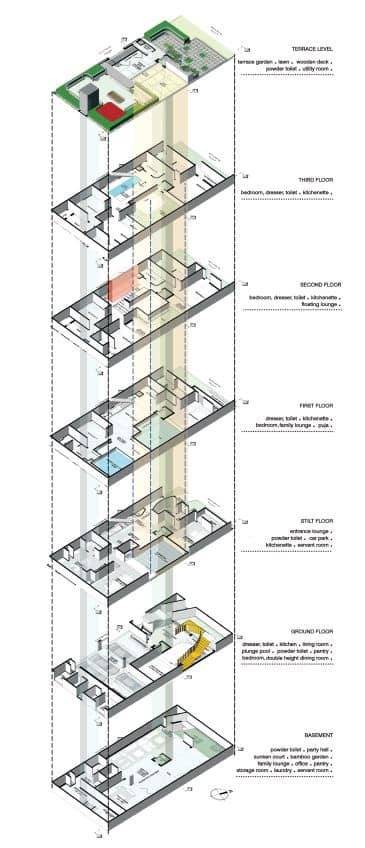 TERRACE LEVEL
terrace garden • lawn • wooden deck •
powder toilet • utility room •
THIRD FLOOR
bedroom, dresser, toilet • kitchenette •
SECOND FLOOR
bedroom, dresser, toilet • kitchenette •
floating lounge •
FIRST FLOOR
dresser, toilet • kitchenette •
bedroom, family lounge • puja •
STILT FLOOR
entrance lounge •
powder toilet • car park •
kitchenette • servant room •
GROUND FLOOR
dresser, toilet • kitchen • living room •
plunge pool • powder toilet • pantry •
bedroom, double height dining room •
BASEMENT
powder toilet • party hall •
sunken court • bamboo garden •
family lounge • office • pantry •
storage room • laundry • servant room •